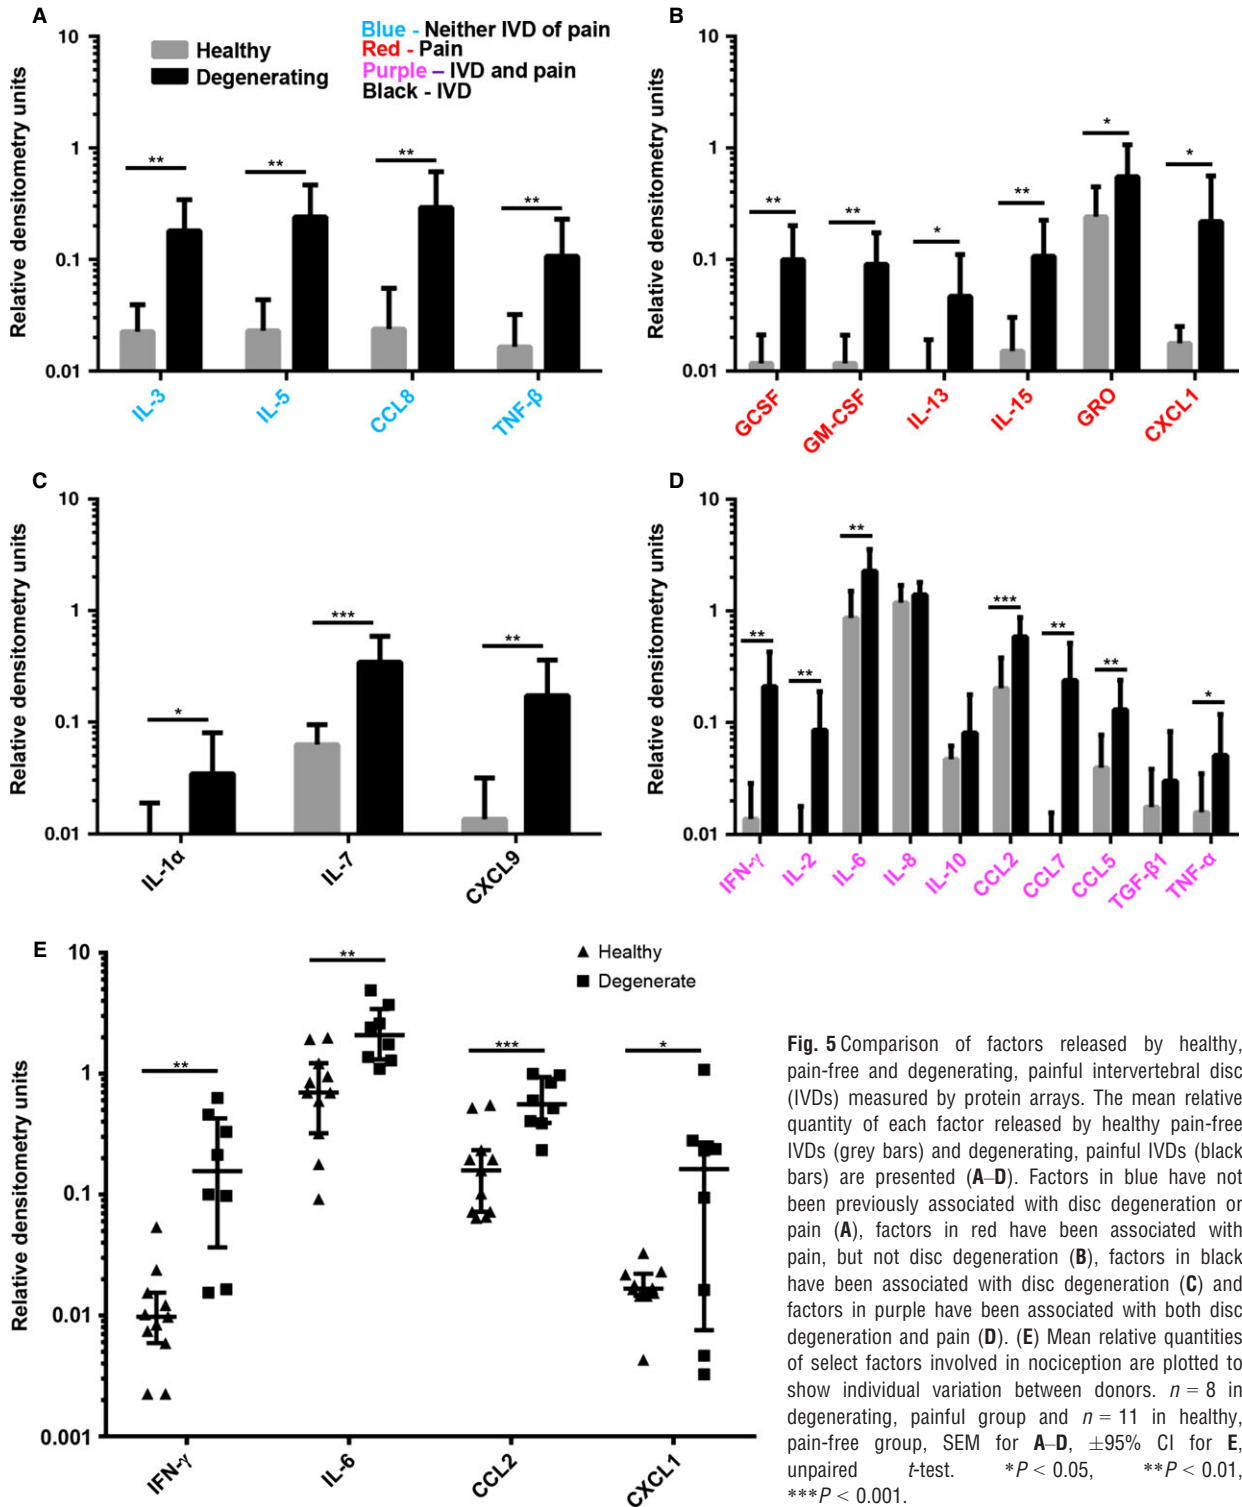 A
10
1
0.1
0.01
Relative densitometry units
Healthy
Degenerating
Blue - Neither IVD of pain
Red - Pain
Purple – IVD and pain
Black - IVD
**
**
**
**
IL-3
IL-5
CCL8
TNF-β
B
10
1
0.1
0.01
Relative densitometry units
**
**
*
**
*
*
GCSF
GM-CSF
IL-13
IL-15
GRO
CXCL1
C
10
1
0.1
0.01
Relative densitometry units
*
***
**
IL-1α
IL-7
CXCL9
D
10
1
0.1
0.01
Relative densitometry units
**
**
**
***
**
**
*
IFN-γ
IL-2
IL-6
IL-8
IL-10
CCL2
CCL7
CCL5
TGF-β1
TNF-α
E
10
1
0.1
0.01
0.001
Relative densitometry units
Healthy
Degenerate
**
**
***
*
IFN-γ
IL-6
CCL2
CXCL1
Fig. 5 Comparison of factors released by healthy,
pain-free and degenerating, painful intervertebral disc
(IVDs) measured by protein arrays. The mean relative
quantity of each factor released by healthy pain-free
IVDs (grey bars) and degenerating, painful IVDs (black
bars) are presented (A–D). Factors in blue have not
been previously associated with disc degeneration or
pain (A), factors in red have been associated with
pain, but not disc degeneration (B), factors in black
have been associated with disc degeneration (C) and
factors in purple have been associated with both disc
degeneration and pain (D). (E) Mean relative quantities
of select factors involved in nociception are plotted to
show individual variation between donors. n = 8 in
degenerating, painful group and n = 11 in healthy,
pain-free group, SEM for A–D, ±95% CI for E,
unpaired t-test. *P < 0.05, **P < 0.01,
***P < 0.001.